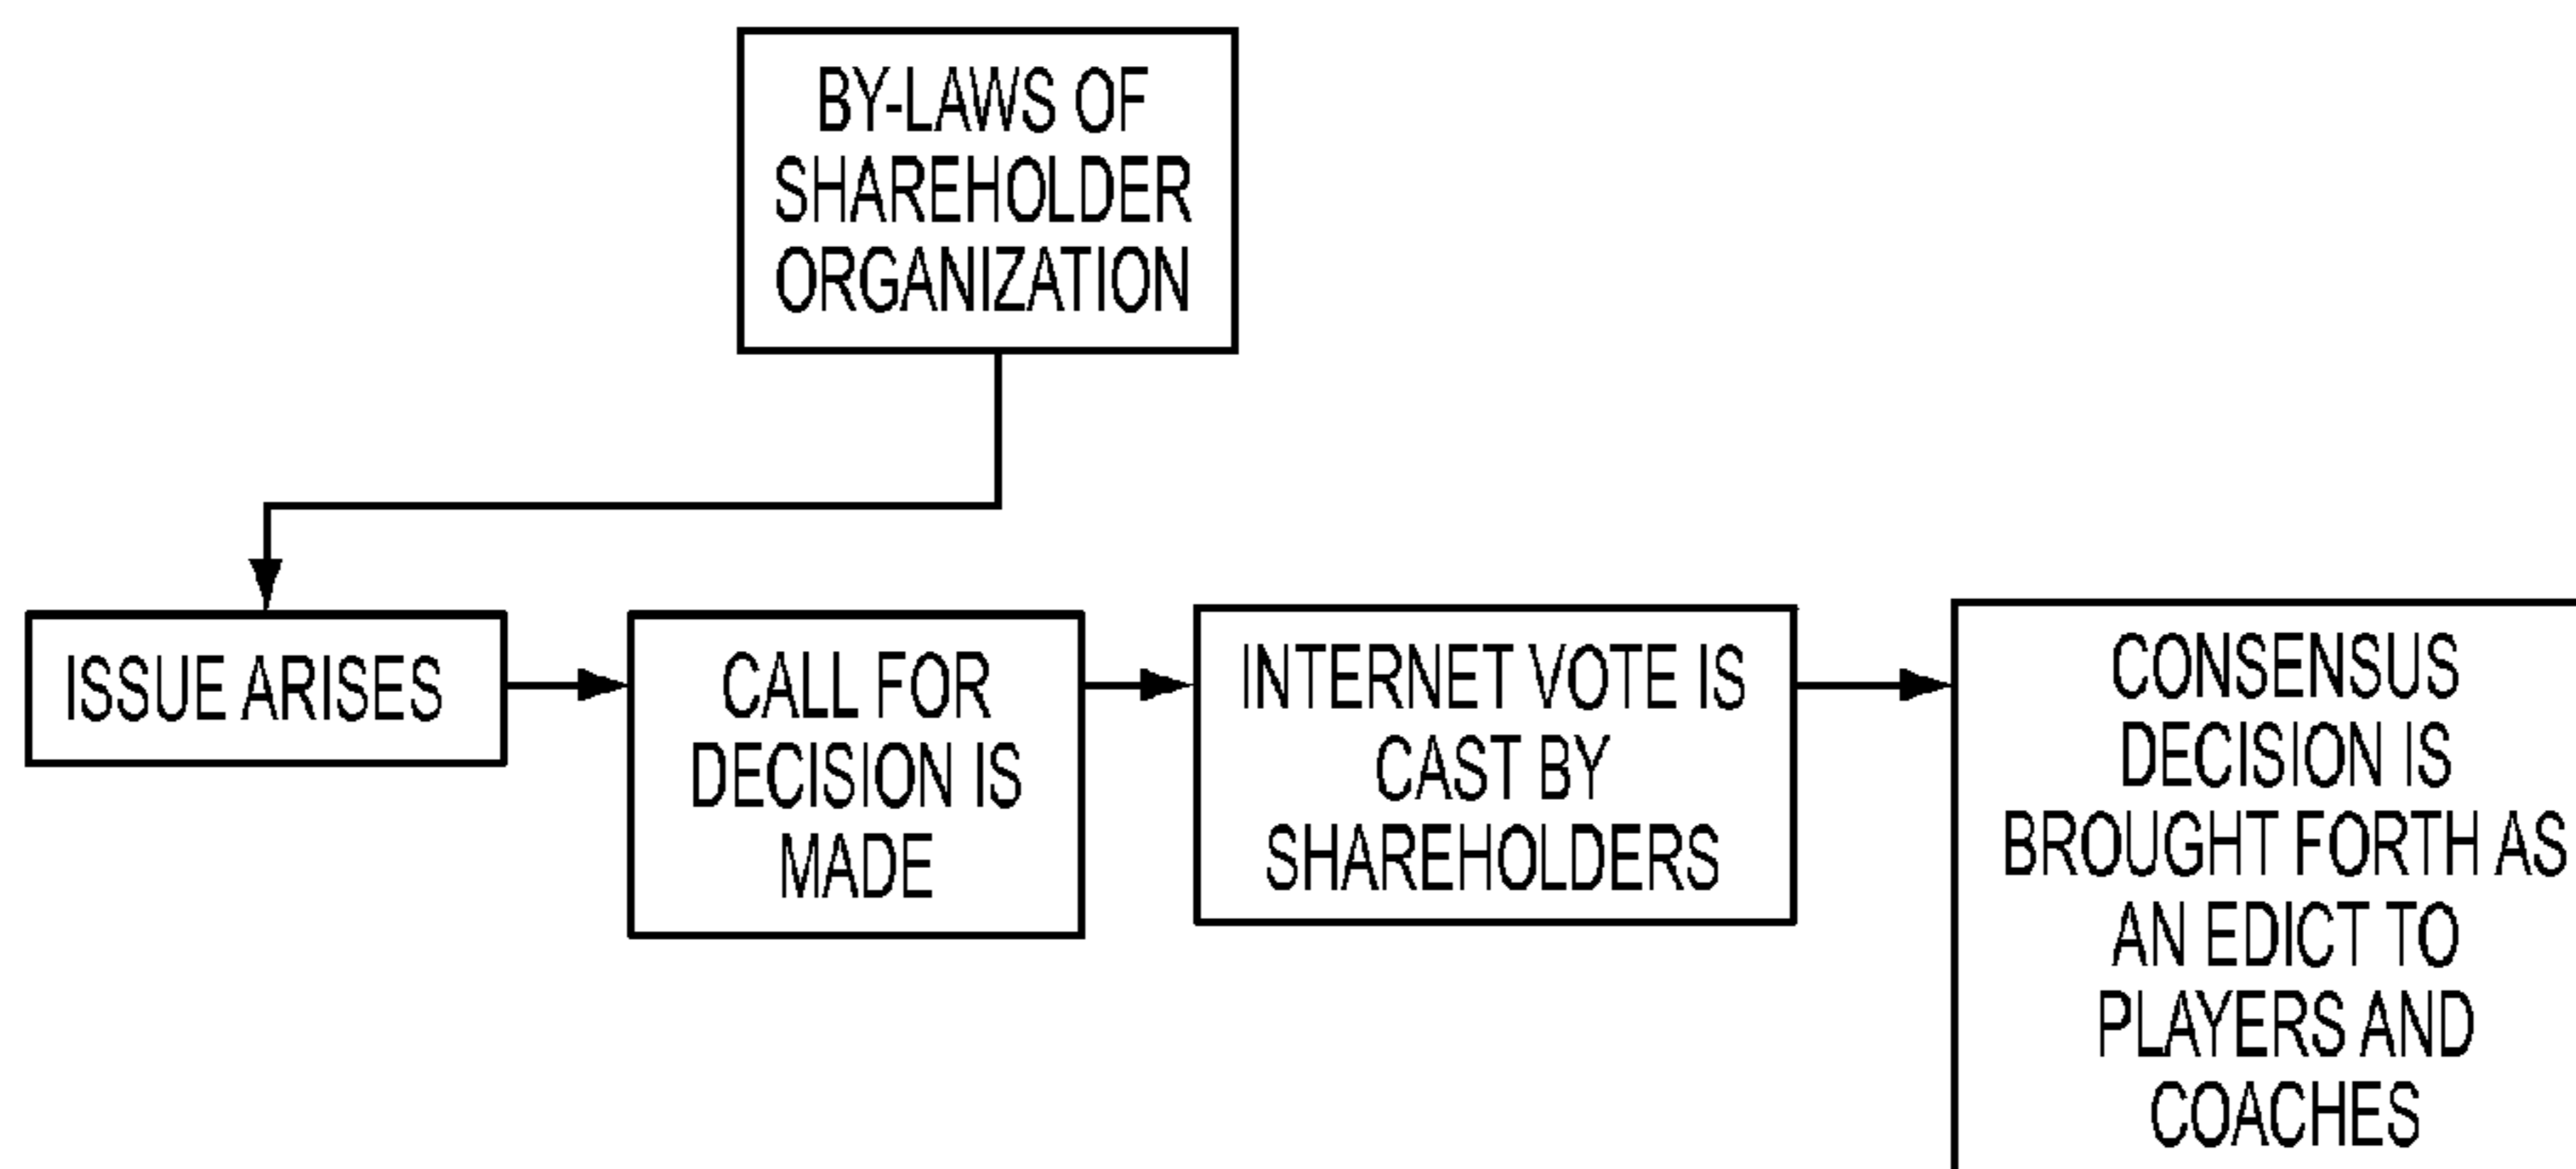 BY-LAWS OF
SHAREHOLDER
ORGANIZATION
ISSUE ARISES
CALL FOR
DECISION IS
MADE
INTERNET VOTE IS
CAST BY
SHAREHOLDERS
CONSENSUS
DECISION IS
BROUGHT FORTH AS
AN EDICT TO
PLAYERS AND
COACHES